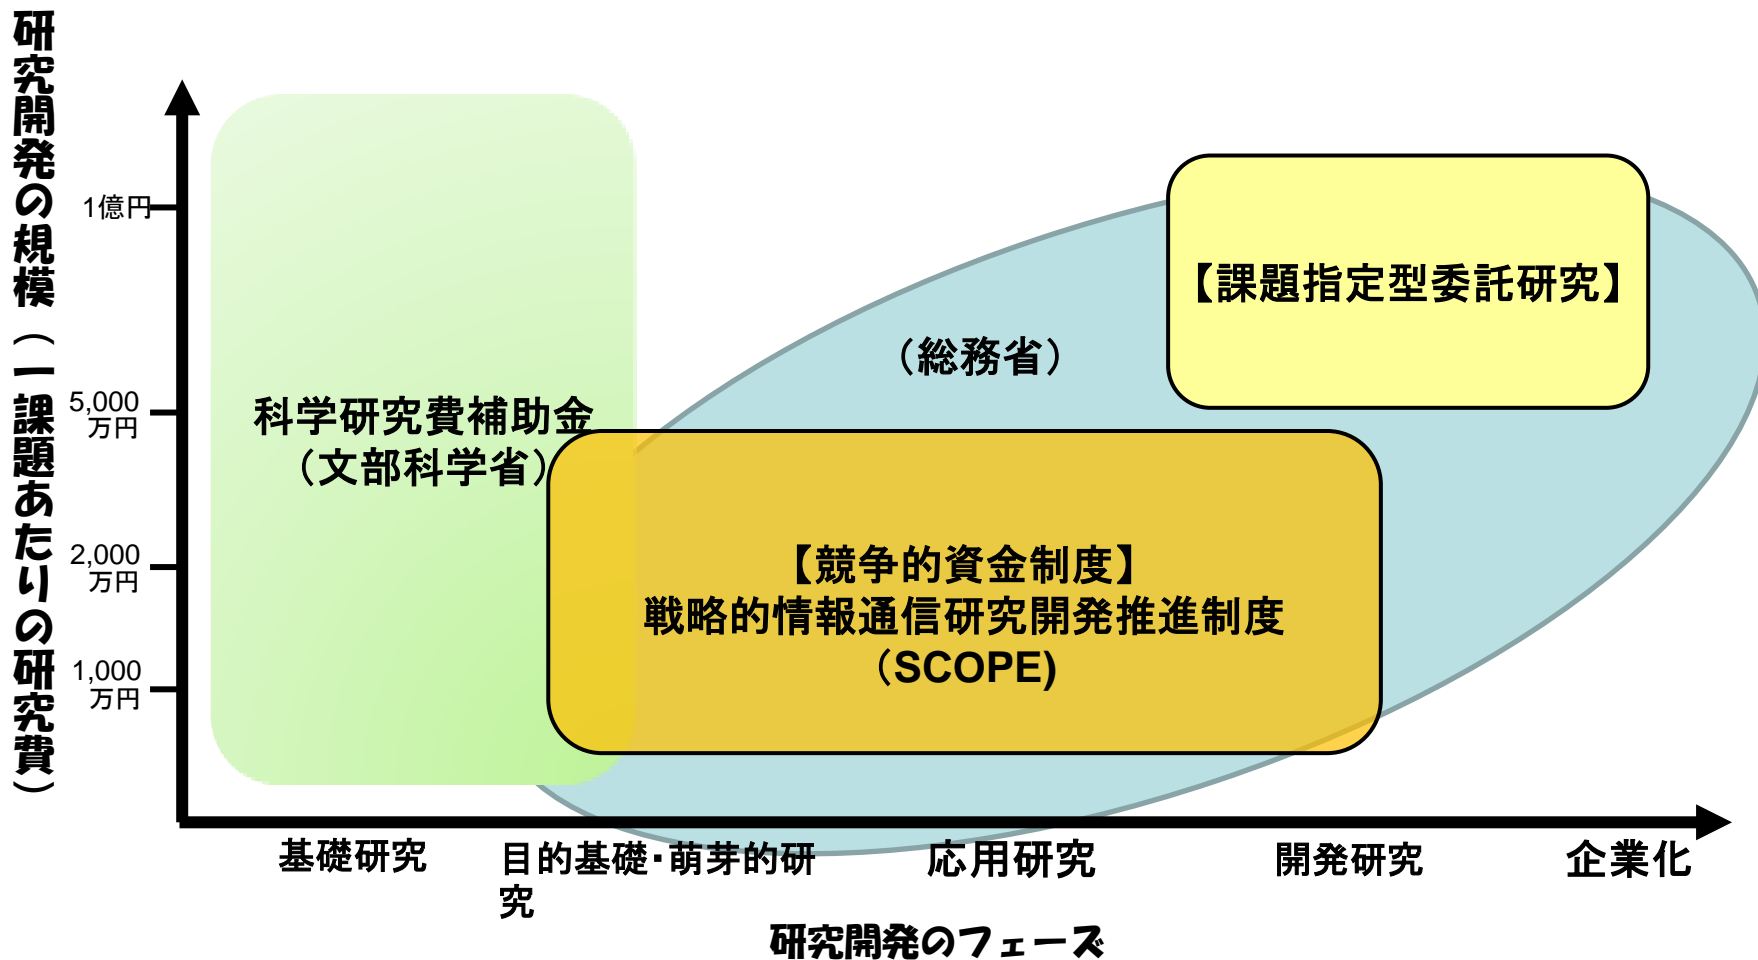 研究開発の規模（一課題あたりの研究費）
1億円
5,000
万円
2,000
万円
1,000
万円
科学研究費補助金
（文部科学省）
（総務省）
【課題指定型委託研究】
【競争的資金制度】
戦略的情報通信研究開発推進制度
（SCOPE)
基礎研究
目的基礎・萌芽的研
究
応用研究
開発研究
企業化
研究開発のフェーズ